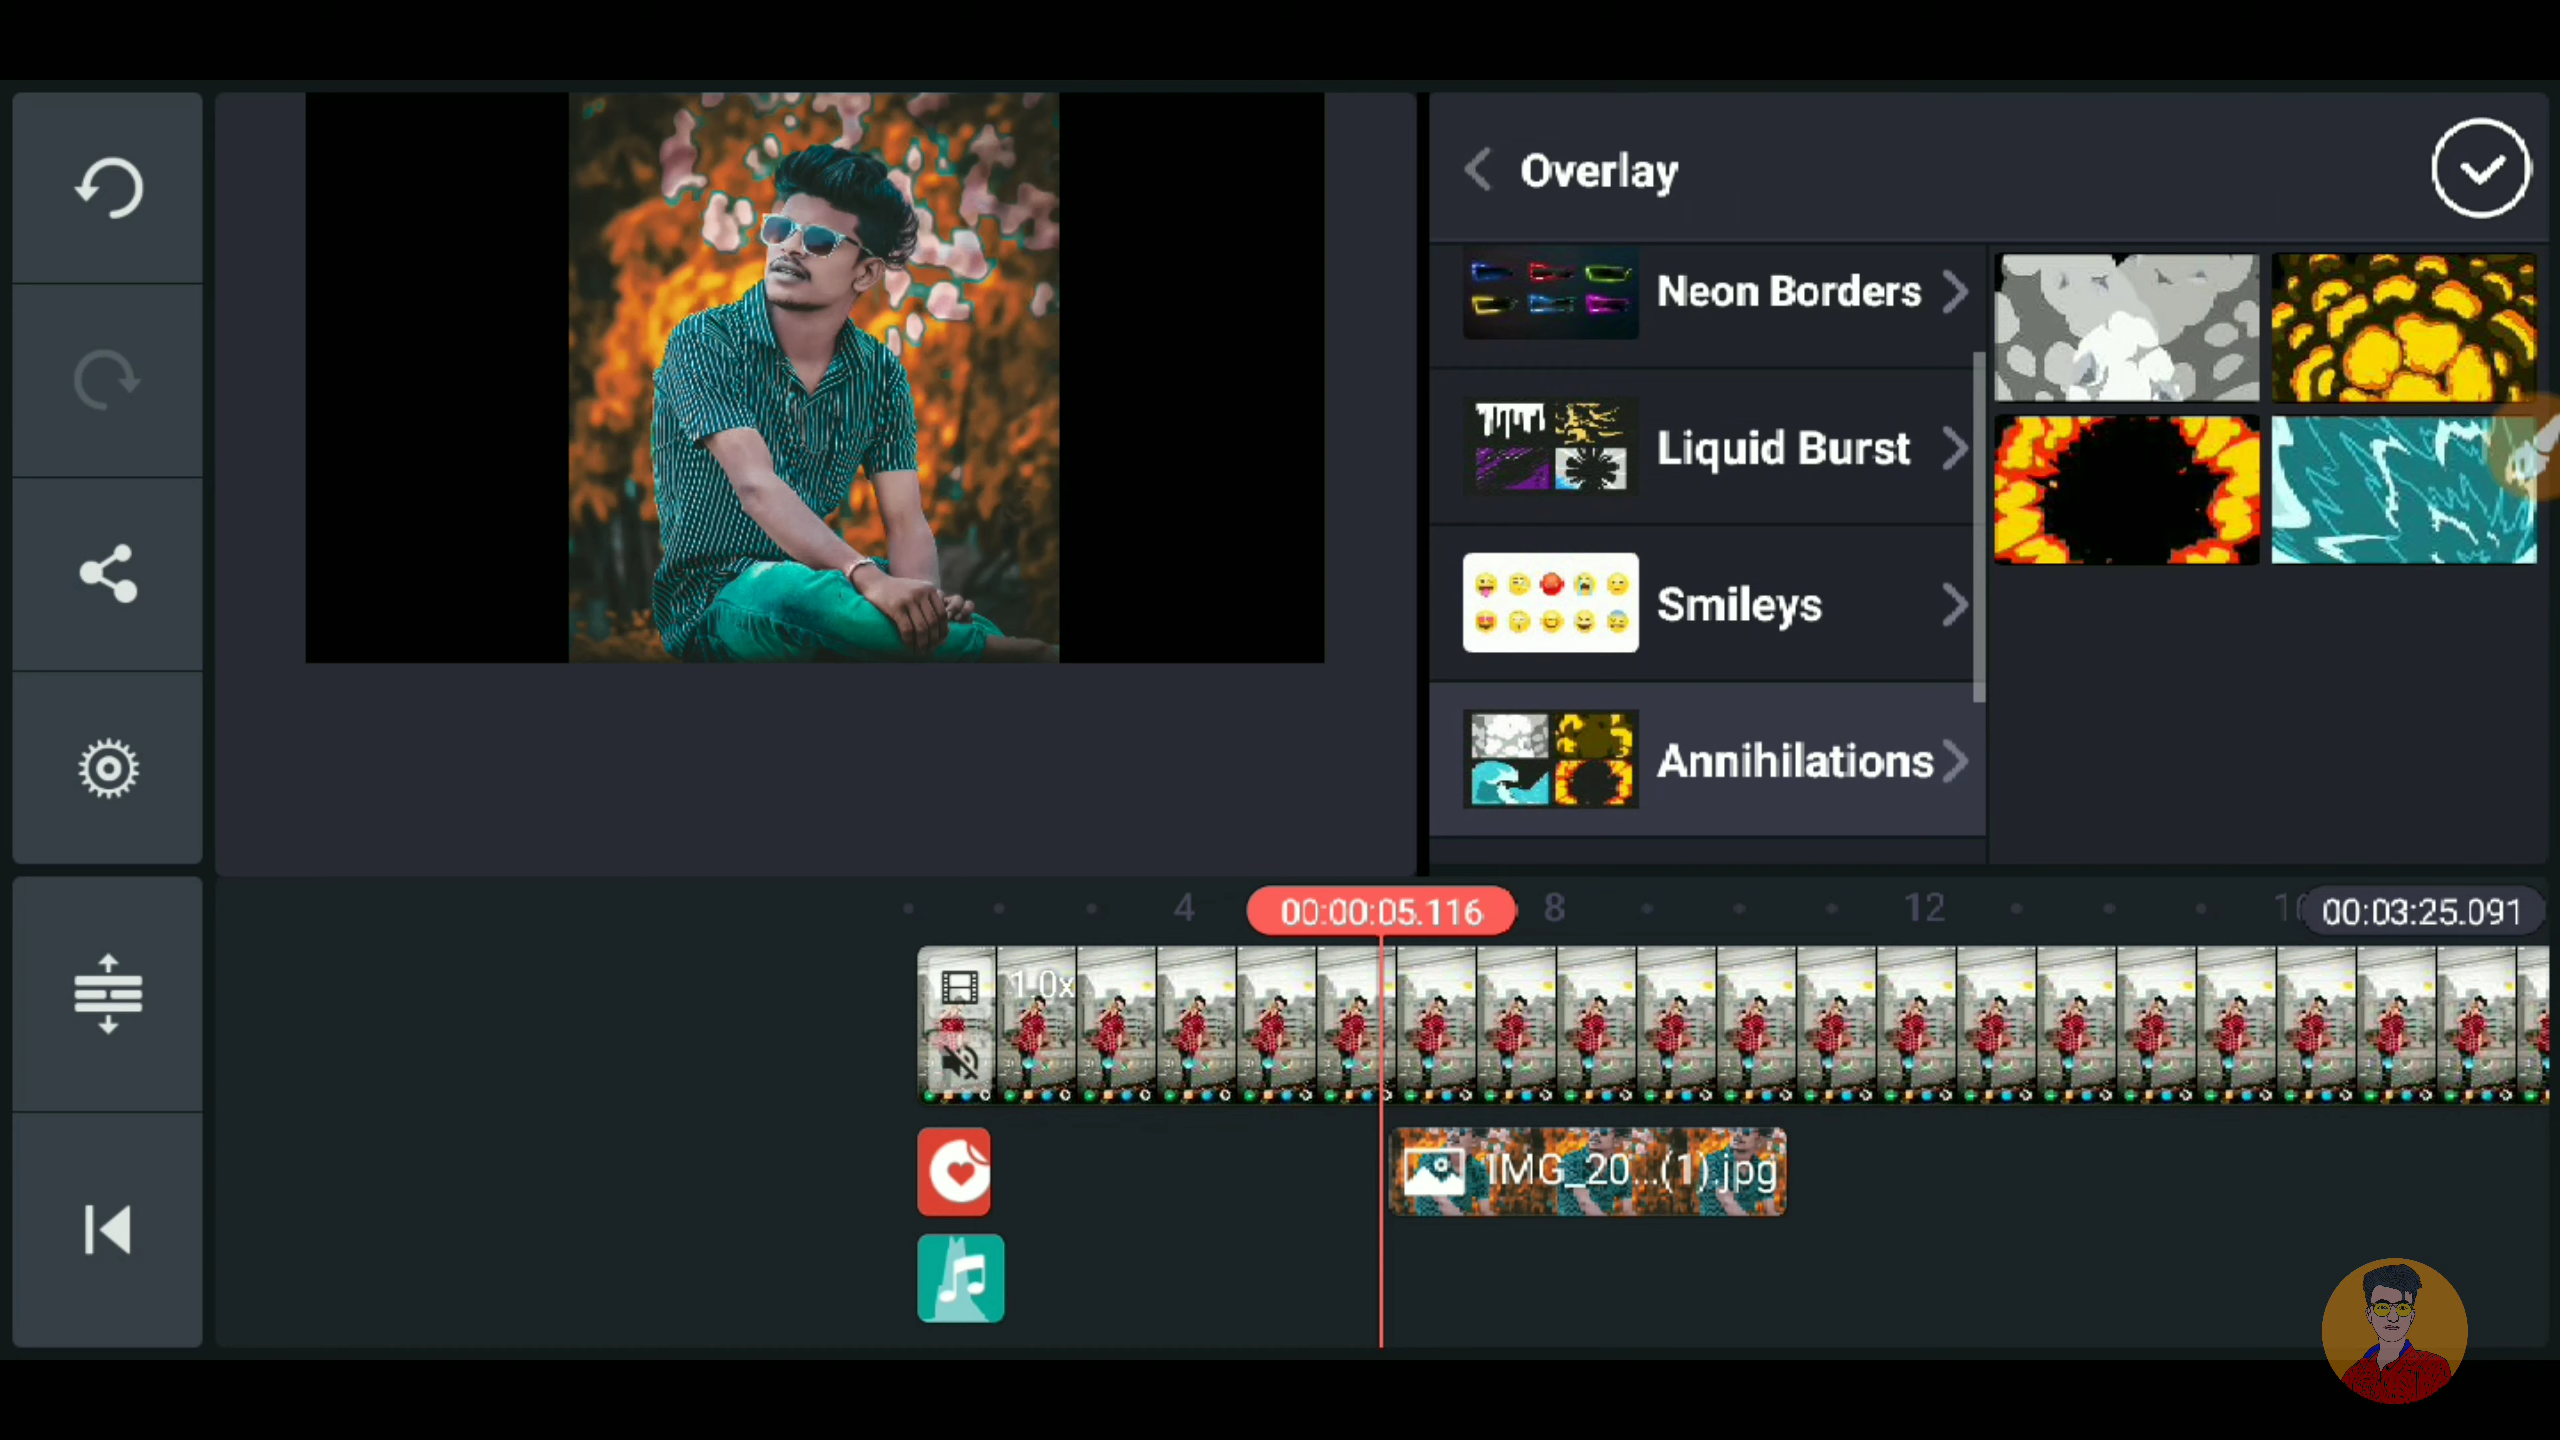 Overlay
Neon Borders
Liquid Burst
Smileys
Annihilations
4
00:00:05.116
8
12
00:03:25.091
1.0x
IMG_20...(1).jpg